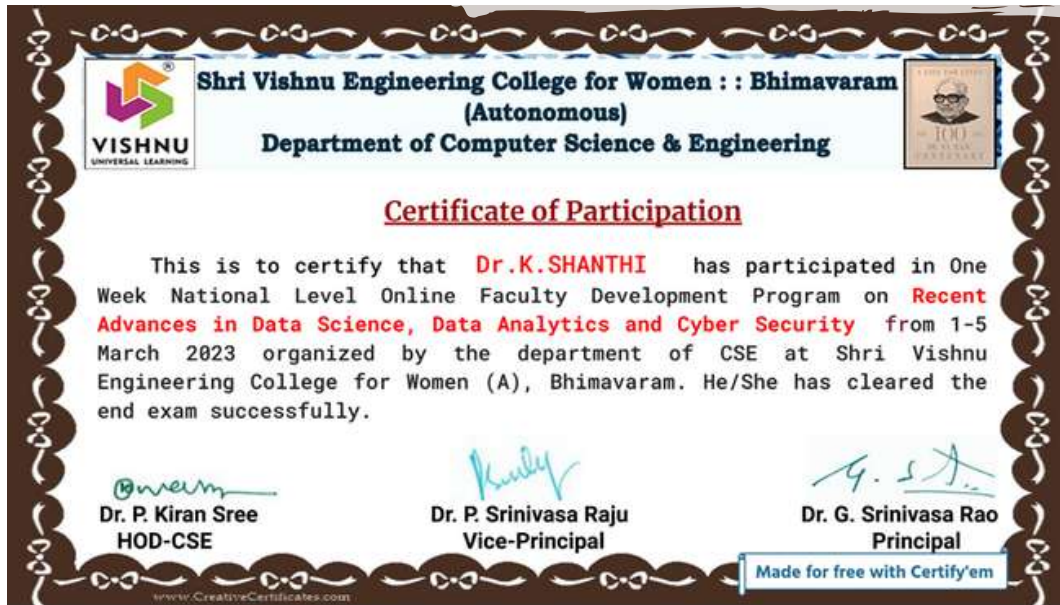 Shri Vishnu Engineering College for Women : : Bhimavaram
(Autonomous)
Department of Computer Science & Engineering
®
VISHNU
UNIVERSAL LEARNING
100
CENTENARY
Certificate of Participation
This is to certify that Dr.K.SHANTHI has participated in One
Week National Level Online Faculty Development Program on Recent
Advances in Data Science, Data Analytics and Cyber Security from 1-5
March 2023 organized by the department of CSE at Shri Vishnu
Engineering College for Women (A), Bhimavaram. He/She has cleared the
end exam successfully.
Dr. P. Kiran Sree
HOD-CSE
Dr. P. Srinivasa Raju
Vice-Principal
Dr. G. Srinivasa Rao
Principal
Made for free with Certify'em
www.CreativeCertificates.com